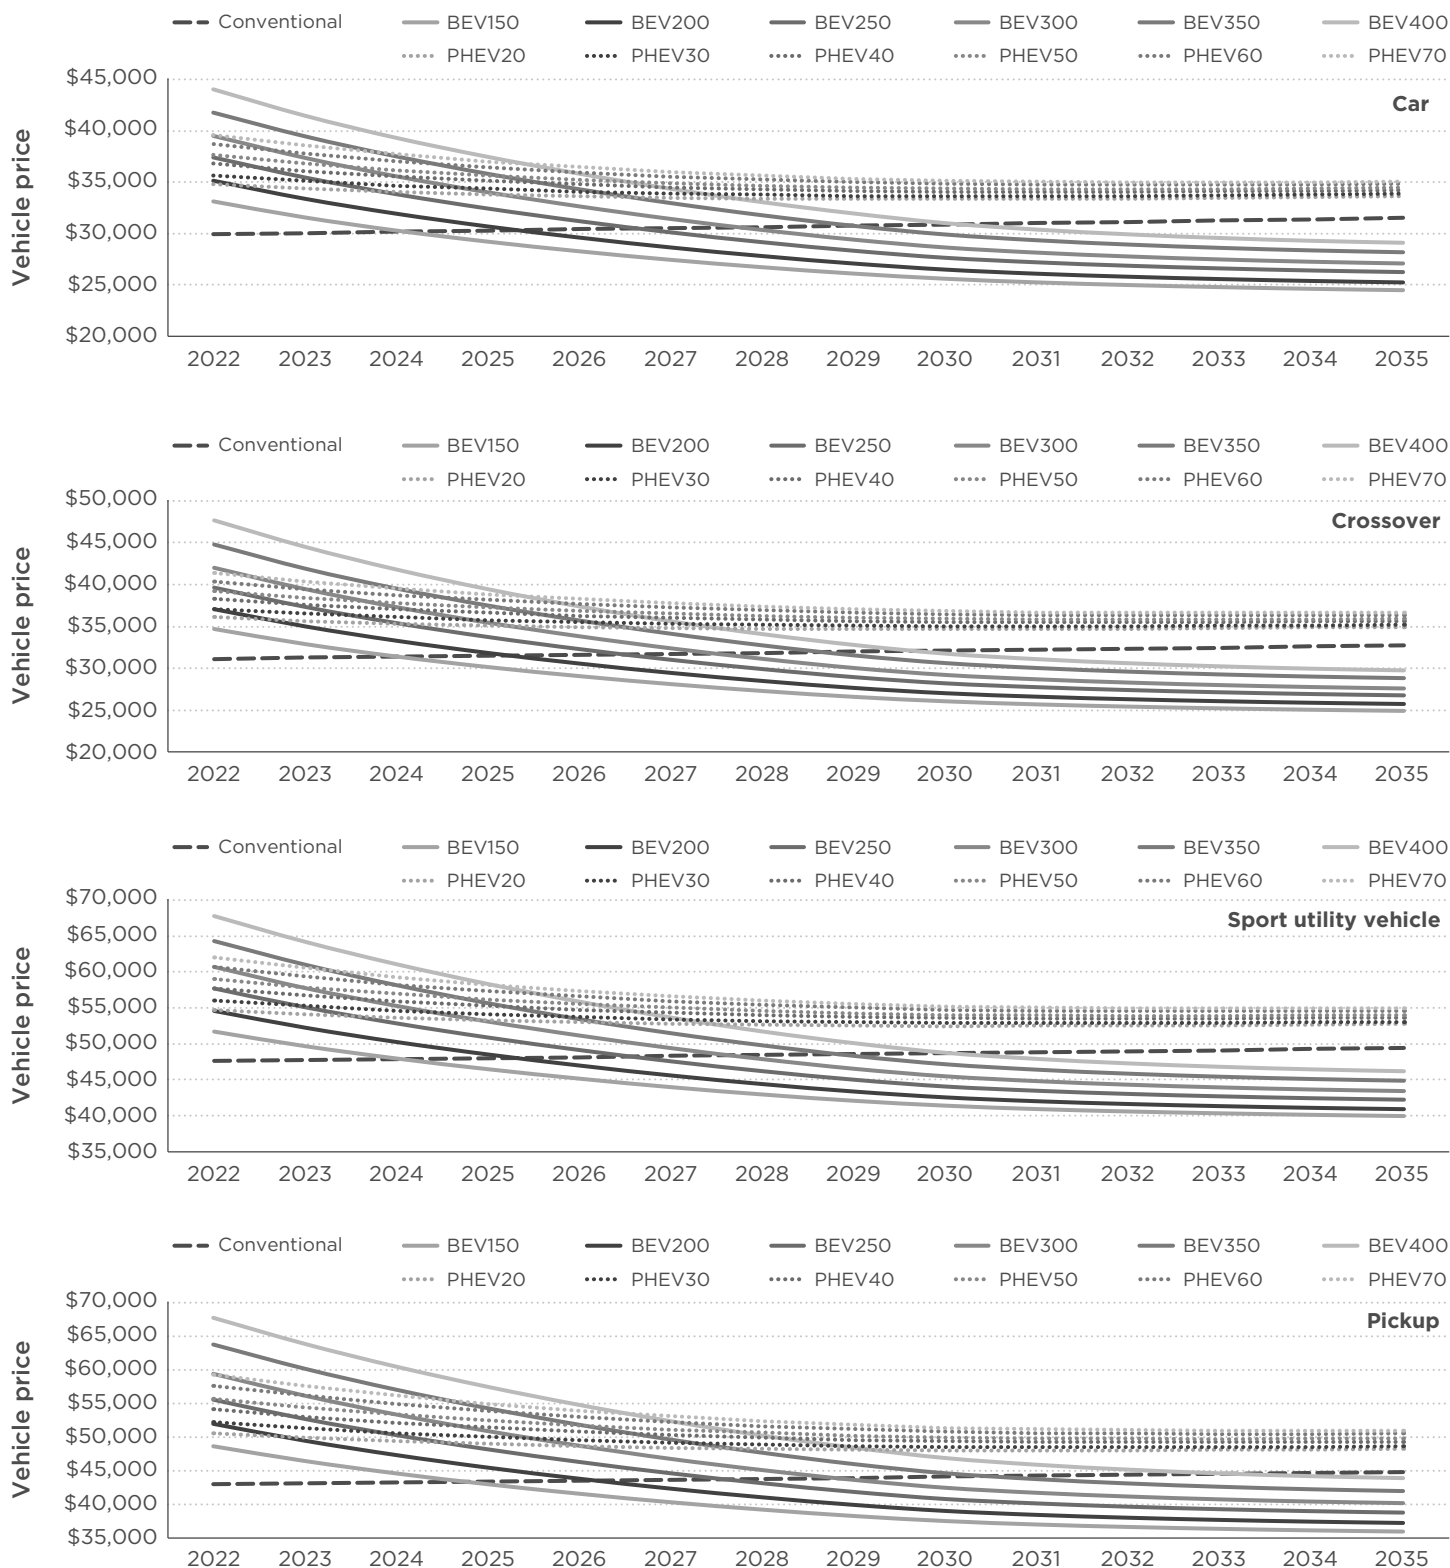 Conventional BEV150 BEV200 BEV250 BEV300 BEV350 BEV400
PHEV20 PHEV30 PHEV40 PHEV50 PHEV60 PHEV70
Car
Vehicle price
$45,000
$40,000
$35,000
$30,000
$25,000
$20,000
2022 2023 2024 2025 2026 2027 2028 2029 2030 2031 2032 2033 2034 2035
Conventional BEV150 BEV200 BEV250 BEV300 BEV350 BEV400
PHEV20 PHEV30 PHEV40 PHEV50 PHEV60 PHEV70
Crossover
Vehicle price
$50,000
$45,000
$40,000
$35,000
$30,000
$25,000
$20,000
2022 2023 2024 2025 2026 2027 2028 2029 2030 2031 2032 2033 2034 2035
Conventional BEV150 BEV200 BEV250 BEV300 BEV350 BEV400
PHEV20 PHEV30 PHEV40 PHEV50 PHEV60 PHEV70
Sport utility vehicle
Vehicle price
$70,000
$65,000
$60,000
$55,000
$50,000
$45,000
$40,000
$35,000
2022 2023 2024 2025 2026 2027 2028 2029 2030 2031 2032 2033 2034 2035
Conventional BEV150 BEV200 BEV250 BEV300 BEV350 BEV400
PHEV20 PHEV30 PHEV40 PHEV50 PHEV60 PHEV70
Pickup
Vehicle price
$70,000
$65,000
$60,000
$55,000
$50,000
$45,000
$40,000
$35,000
2022 2023 2024 2025 2026 2027 2028 2029 2030 2031 2032 2033 2034 2035